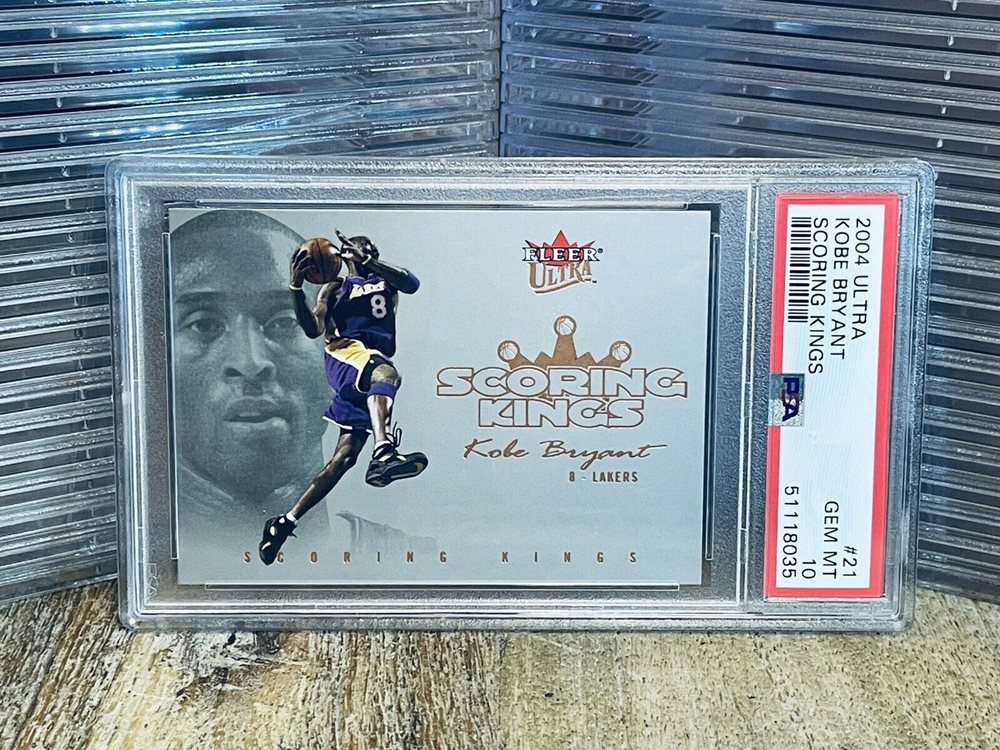 FLEER®
ULTRA™
SCORING
KINGS
Kobe Bryant
8 - LAKERS
SCORING KINGS
8
2004 ULTRA
KOBE BRYANT
SCORING KINGS
#21
GEM MT
10
51118035
PSA